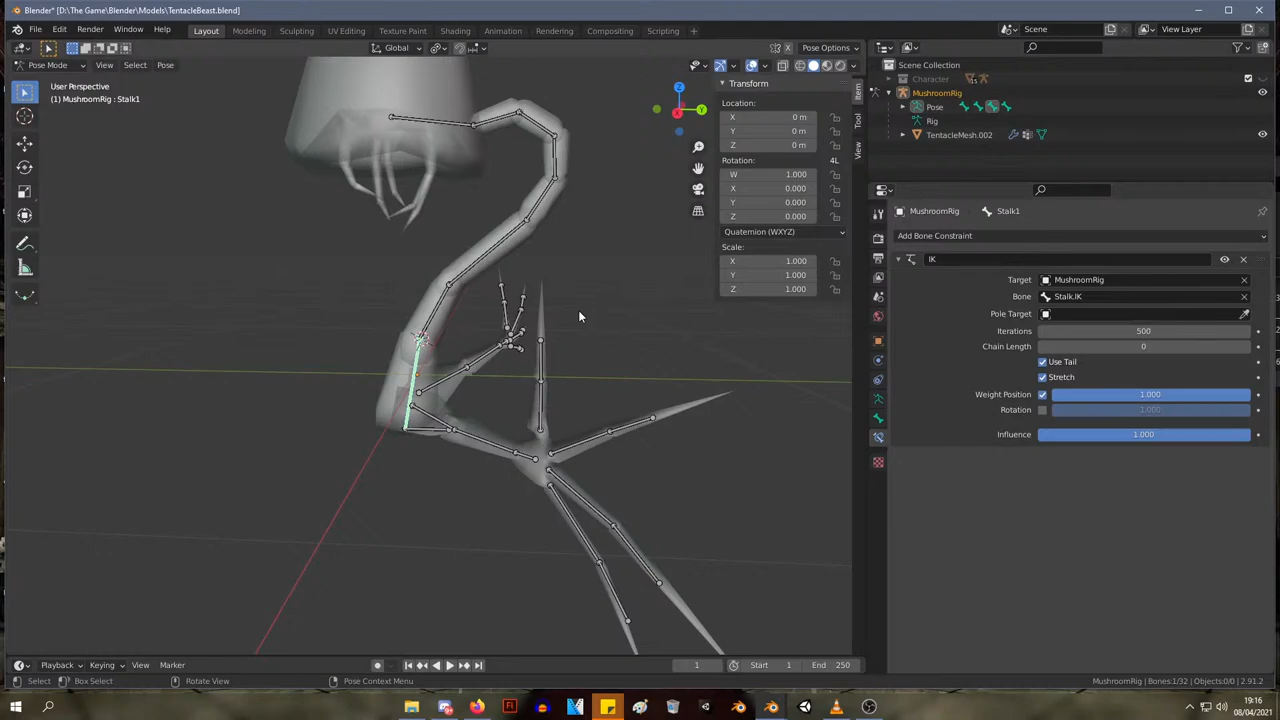 Blender* [D:\The Game\Blender\Models\TentacleBeast.blend]
File Edit Render Window Help Layout Modeling Sculpting UV Editing Texture Paint Shading Animation Rendering Compositing Scripting + Scene View Layer
Global Pose Options
Pose Mode View Select Pose
User Perspective
(1) MushroomRig : Stalk1
Z
Y
X
Transform
Location:
X 0 m
Y 0 m
Z 0 m
Rotation: 4L
W 1.000
X 0.000
Y 0.000
Z 0.000
Quaternion (WXYZ)
Scale:
X 1.000
Y 1.000
Z 1.000
Item
Tool
View
Scene Collection
Character 15
MushroomRig
Pose
Rig
TentacleMesh.002
MushroomRig Stalk1
Add Bone Constraint
IK
Target MushroomRig
Bone Stalk.IK
Pole Target
Iterations 500
Chain Length 0
Use Tail
Stretch
Weight Position 1.000
Rotation 1.000
Influence 1.000
Playback Keying View Marker 1 Start 1 End 250
Select Box Select Rotate View Pose Context Menu MushroomRig | Bones:1/32 | Objects:0/0 | 2.91.2
Fl
19:16
08/04/2021